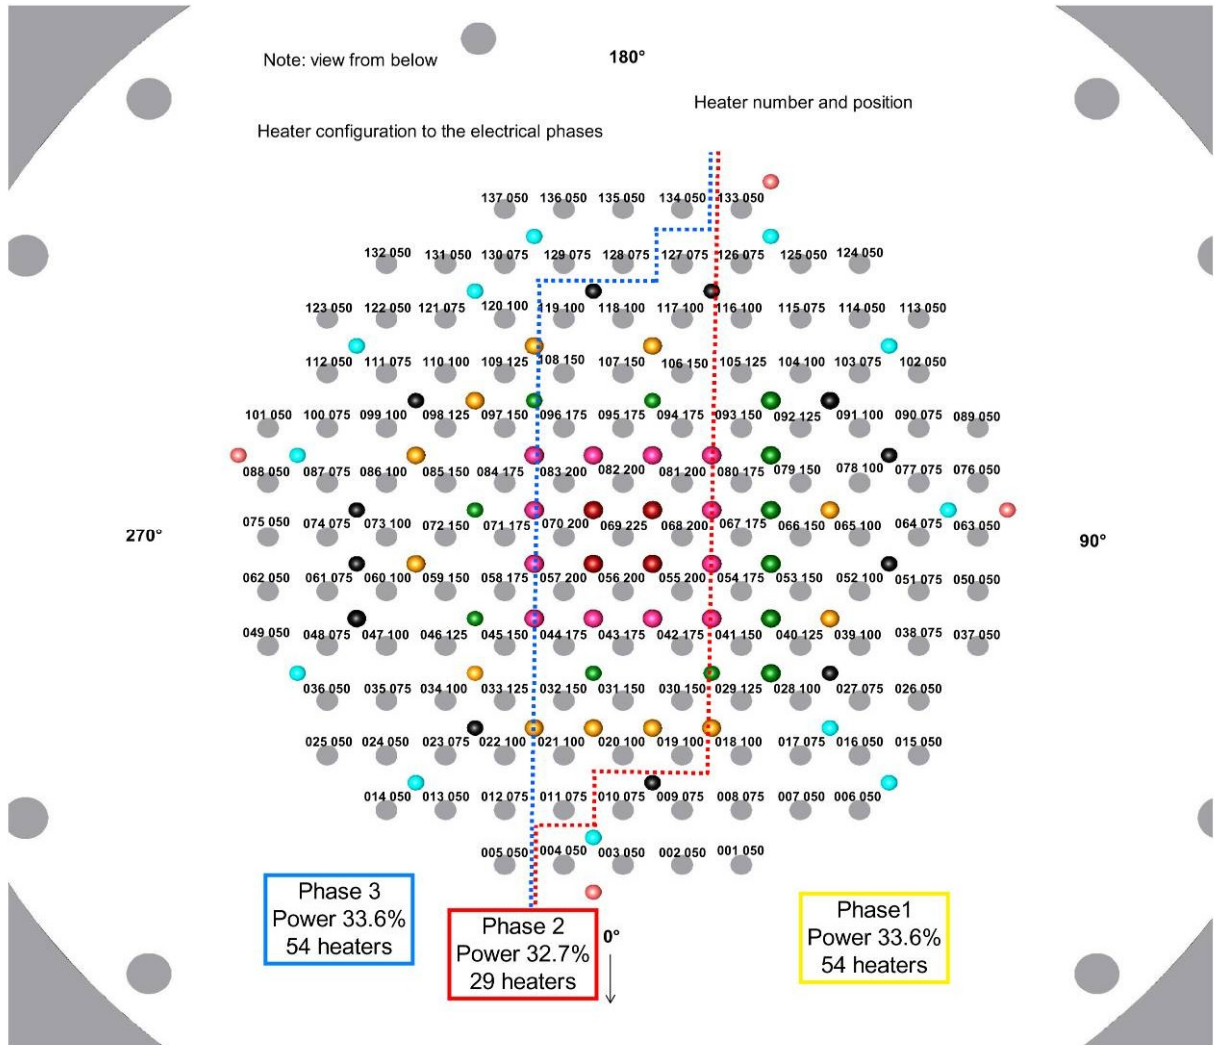 Note: view from below
180°
Heater number and position
Heater configuration to the electrical phases
137 050 136 050 135 050 134 050 133 050
132 050 131 050 130 075 129 075 128 075 127 075 126 075 125 050 124 050
123 050 122 050 121 075 120 100 119 100 118 100 117 100 116 100 115 075 114 050 113 050
112 050 111 075 110 100 109 125 108 150 107 150 106 150 105 125 104 100 103 075 102 050
101 050 100 075 099 100 098 125 097 150 096 175 095 175 094 175 093 150 092 125 091 100 090 075 089 050
088 050 087 075 086 100 085 150 084 175 083 200 082 200 081 200 080 175 079 150 078 100 077 075 076 050
075 050 074 075 073 100 072 150 071 175 070 200 069 225 068 200 067 175 066 150 065 100 064 075 063 050
270°
90°
062 050 061 075 060 100 059 150 058 175 057 200 056 200 055 200 054 175 053 150 052 100 051 075 050 050
049 050 048 075 047 100 046 125 045 150 044 175 043 175 042 175 041 150 040 125 039 100 038 075 037 050
036 050 035 075 034 100 033 125 032 150 031 150 030 150 029 125 028 100 027 075 026 050
025 050 024 050 023 075 022 100 021 100 020 100 019 100 018 100 017 075 016 050 015 050
014 050 013 050 012 075 011 075 010 075 009 075 008 075 007 050 006 050
005 050 004 050 003 050 002 050 001 050
Phase 3
Power 33.6%
54 heaters
Phase 2
Power 32.7%
29 heaters
0°
Phase1
Power 33.6%
54 heaters